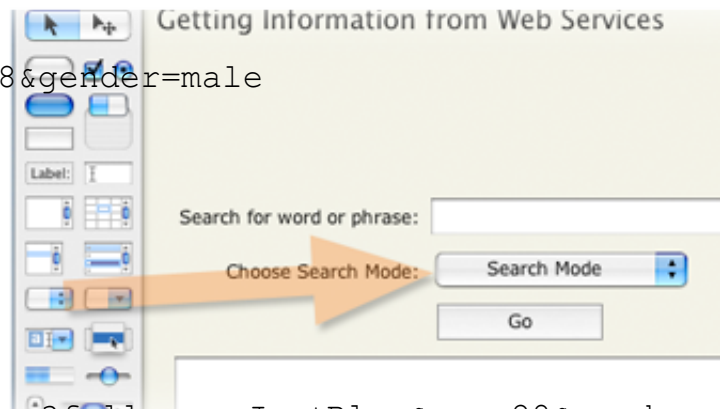 Getting Information from Web Services
8&gender=male
Label:
Search for word or phrase:
Choose Search Mode:
Search Mode
Go